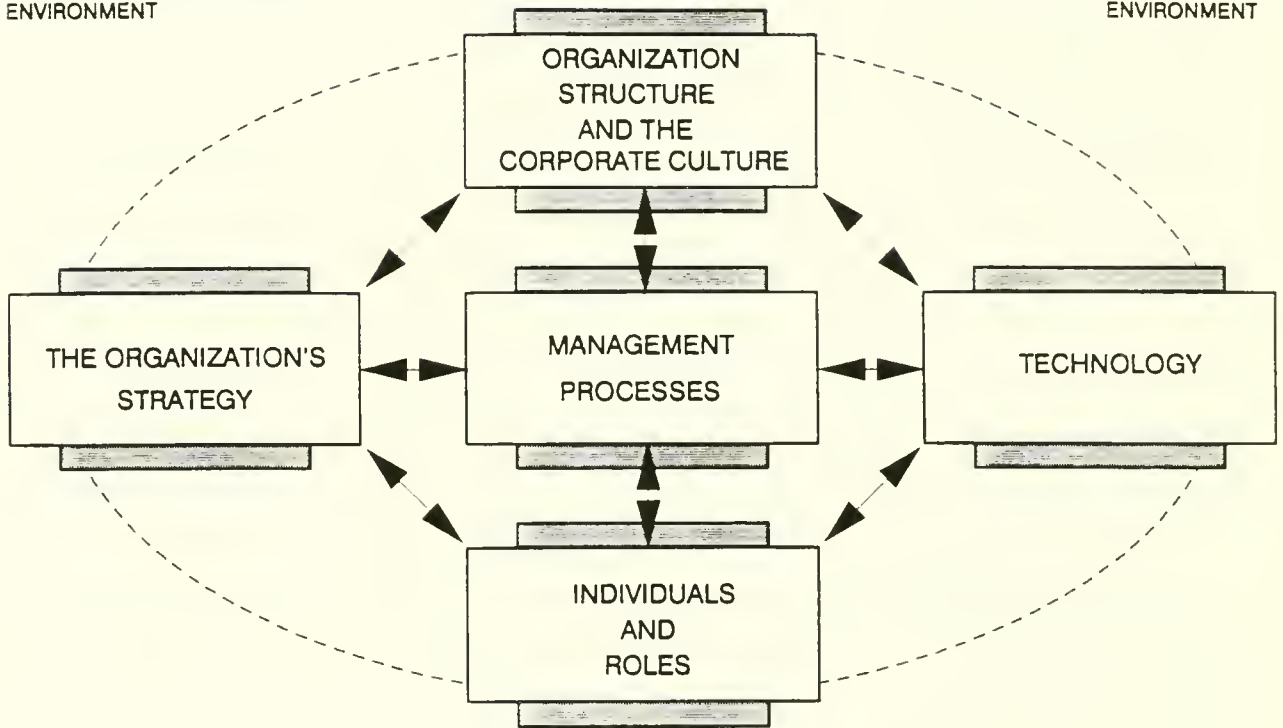 ENVIRONMENT
ENVIRONMENT
ORGANIZATION
STRUCTURE
AND THE
CORPORATE CULTURE
THE ORGANIZATION'S
STRATEGY
MANAGEMENT
PROCESSES
TECHNOLOGY
INDIVIDUALS
AND
ROLES